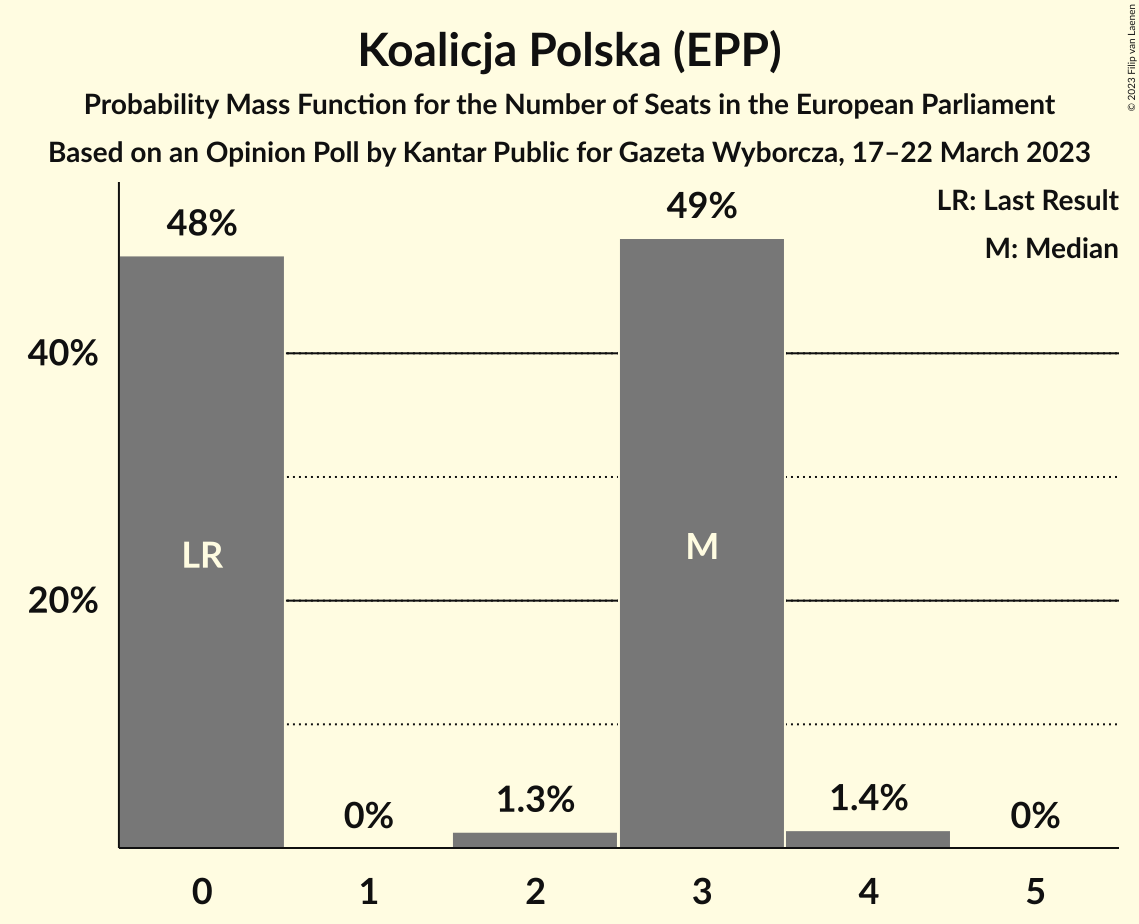 Koalicja Polska (EPP)
Probability Mass Function for the Number of Seats in the European Parliament
Based on an Opinion Poll by Kantar Public for Gazeta Wyborcza, 17–22 March 2023
© 2023 Filip van Laenen
LR: Last Result
M: Median
48%
49%
40%
LR
M
20%
0%
1.3%
1.4%
0%
0
1
2
3
4
5